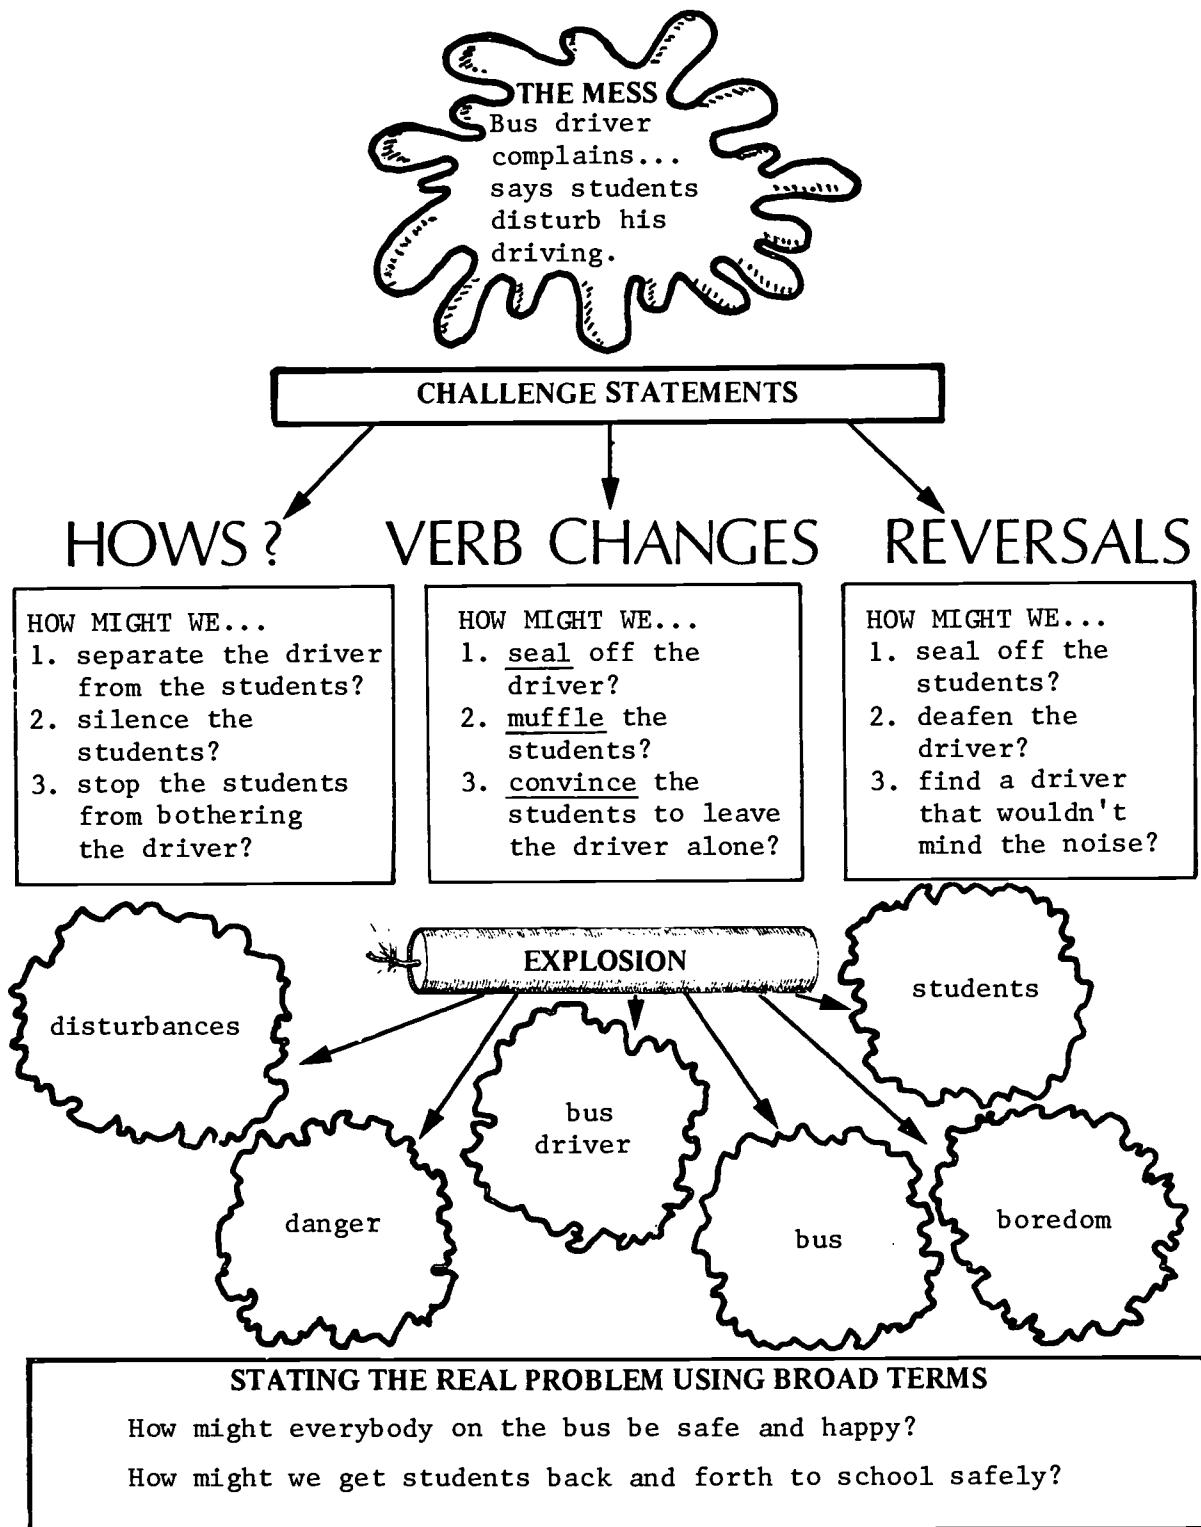 THE MESS
Bus driver
complains...
says students
disturb his
driving.
CHALLENGE STATEMENTS
HOWS?
HOW MIGHT WE...
1. separate the driver
from the students?
2. silence the
students?
3. stop the students
from bothering
the driver?
VERB CHANGES
HOW MIGHT WE...
1. seal off the
driver?
2. muffle the
students?
3. convince the
students to leave
the driver alone?
REVERSALS
HOW MIGHT WE...
1. seal off the
students?
2. deafen the
driver?
3. find a driver
that wouldn't
mind the noise?
EXPLOSION
disturbances
danger
bus
driver
bus
boredom
students
STATING THE REAL PROBLEM USING BROAD TERMS
How might everybody on the bus be safe and happy?
How might we get students back and forth to school safely?